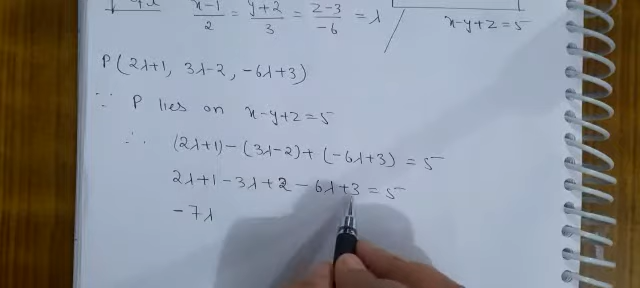 x-1/2 = y+2/3 = z-3/-6 = λ
x-y+z=5
P(2λ+1, 3λ-2, -6λ+3)
∵ P lies on x-y+z=5
∴ (2λ+1)-(3λ-2)+(-6λ+3)=5
2λ+1-3λ+2-6λ+3=5
-7λ